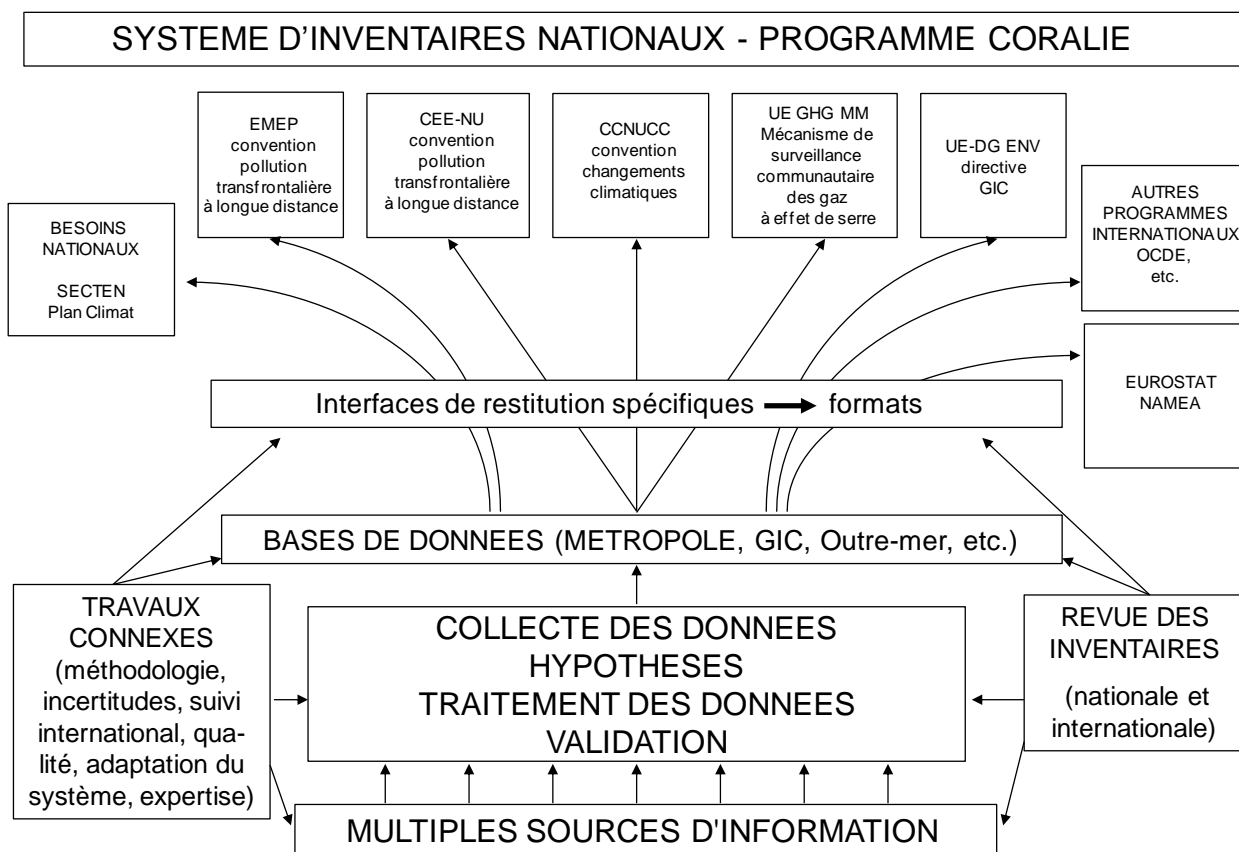 SYSTEME D'INVENTAIRES NATIONAUX - PROGRAMME CORALIE
EMEP
convention
pollution
transfrontalière
à longue distance
CEE-NU
convention
pollution
transfrontalière
à longue distance
CCNUCC
convention
changements
climatiques
UE GHG MM
Mécanisme de
surveillance
communautaire
des gaz
à effet de serre
UE-DG ENV
directive
GIC
AUTRES
PROGRAMMES
INTERNATIONAUX
OCDE,
etc.
BESOINS
NATIONAUX
SECTEN
Plan Climat
EUROSTAT
NAMEA
Interfaces de restitution spécifiques → formats
BASES DE DONNEES (METROPOLE, GIC, Outre-mer, etc.)
TRAVAUX
CONNEXES
(méthodologie,
incertitudes, suivi
international, qua-
lité, adaptation du
système, expertise)
COLLECTE DES DONNEES
HYPOTHESES
TRAITEMENT DES DONNEES
VALIDATION
REVUE DES
INVENTAIRES
(nationale et
internationale)
MULTIPLES SOURCES D'INFORMATION